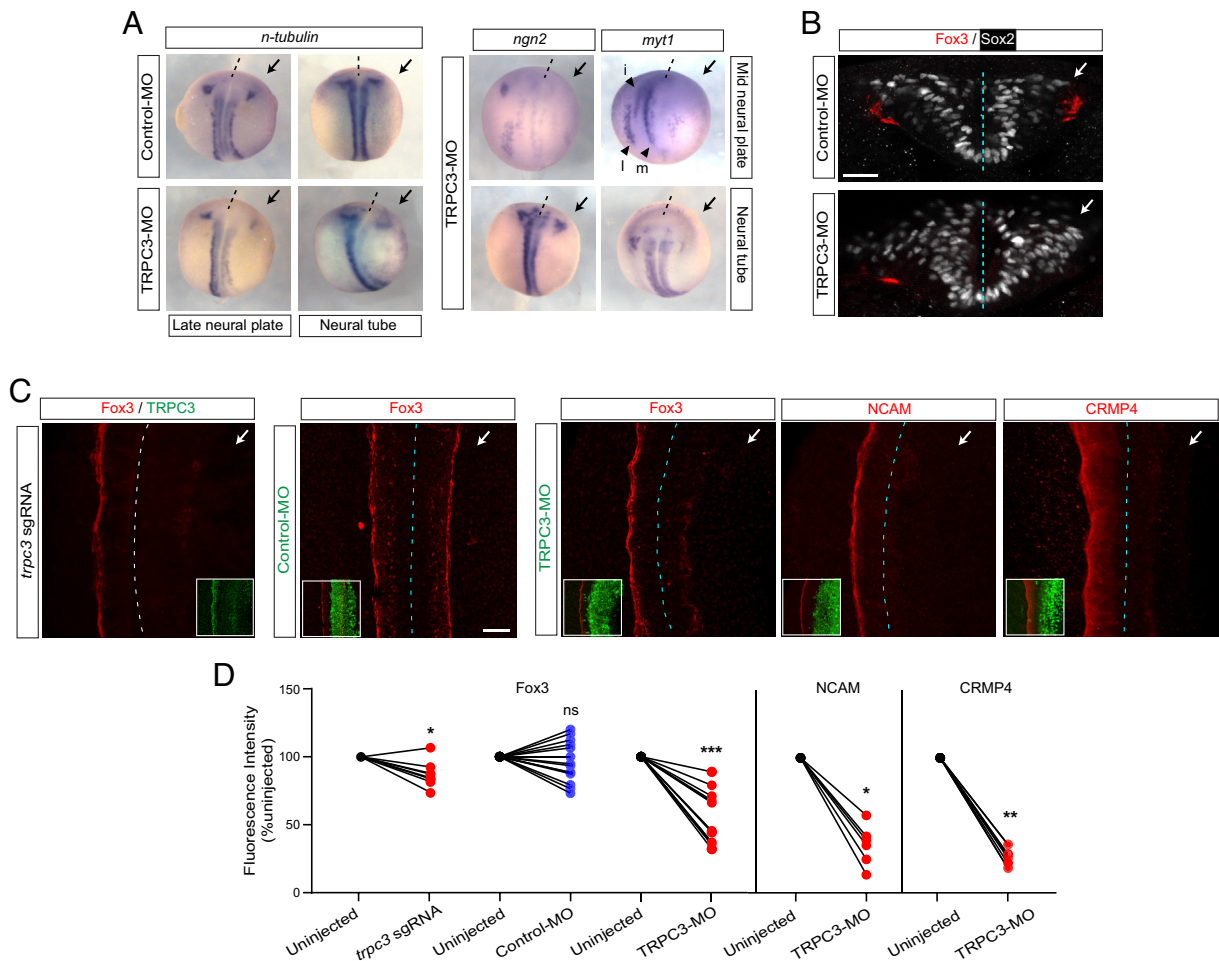 A
n-tubulin
ngn2
myt1
Control-MO
TRPC3-MO
Late neural plate
Neural tube
TRPC3-MO
i
l
m
Mid neural plate
Neural tube
B
Fox3 / Sox2
Control-MO
TRPC3-MO
C
Fox3 / TRPC3
Fox3
Fox3
NCAM
CRMP4
trpc3 sgRNA
Control-MO
TRPC3-MO
D
Fox3
NCAM
CRMP4
Fluorescence Intensity
(%uninjected)
150
100
50
0
*
ns
***
*
**
Uninjected
trpc3 sgRNA
Uninjected
Control-MO
Uninjected
TRPC3-MO
Uninjected
TRPC3-MO
Uninjected
TRPC3-MO